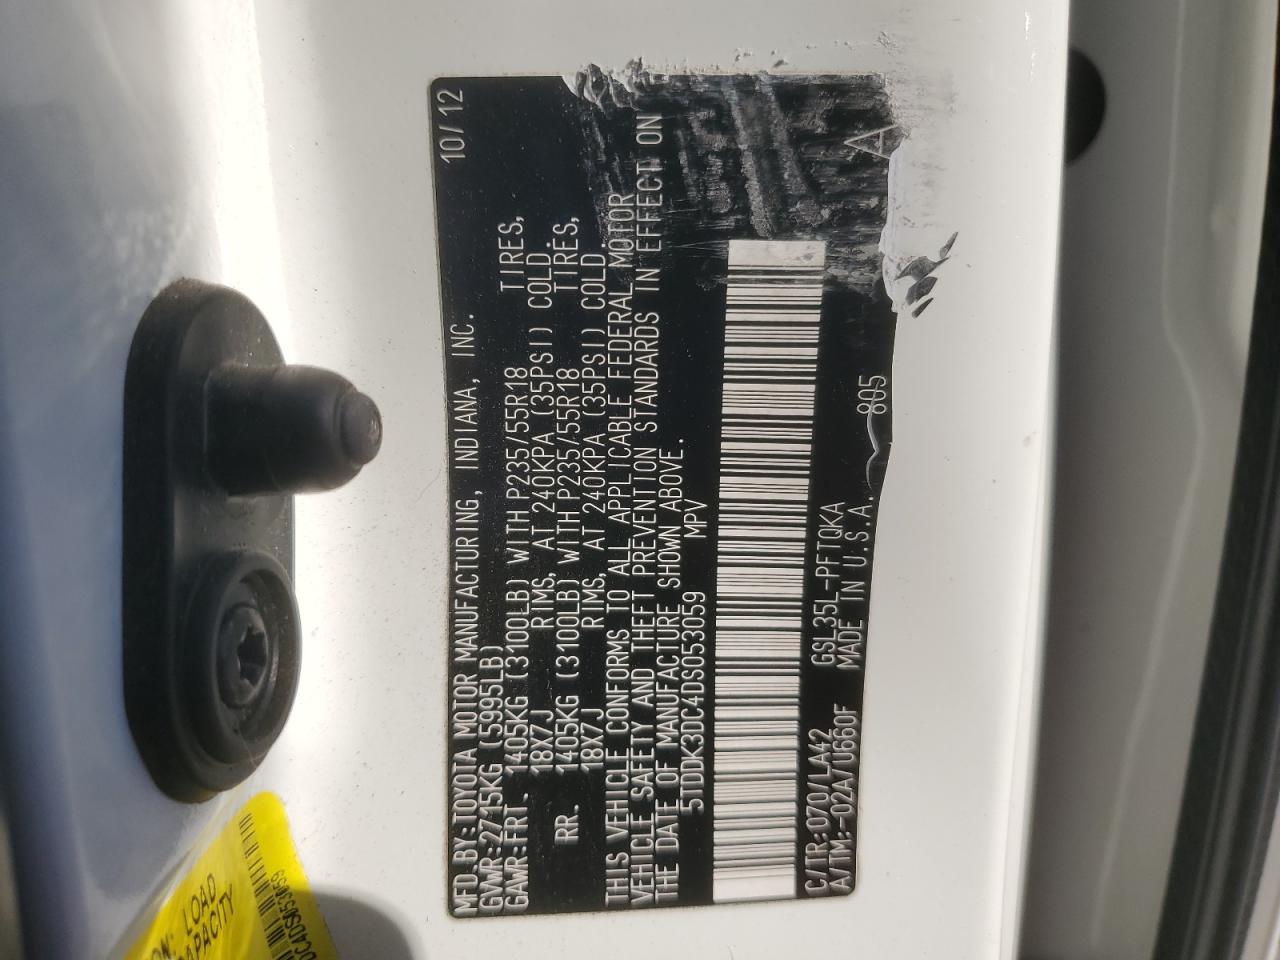 MFD.BY:TOYOTA MOTOR MANUFACTURING, INDIANA, INC. 10/12
GVWR:2715KG (5995LB)
GAWR:FRT. 1405KG (3100LB) WITH P235/55R18 TIRES,
18X7J RIMS, AT 240KPA (35PSI) COLD.
RR. 1405KG (3100LB) WITH P235/55R18 TIRES,
18X7J RIMS, AT 240KPA (35PSI) COLD.
THIS VEHICLE CONFORMS TO ALL APPLICABLE FEDERAL MOTOR
VEHICLE SAFETY AND THEFT PREVENTION STANDARDS IN EFFECT ON
THE DATE OF MANUFACTURE SHOWN ABOVE.
5TDDK3DC4DS053059 MPV
C/TR:070/LA42 GSL35L-PFTQKA
A/TM:-02A/U660F MADE IN U.S.A. 805 A
LOAD